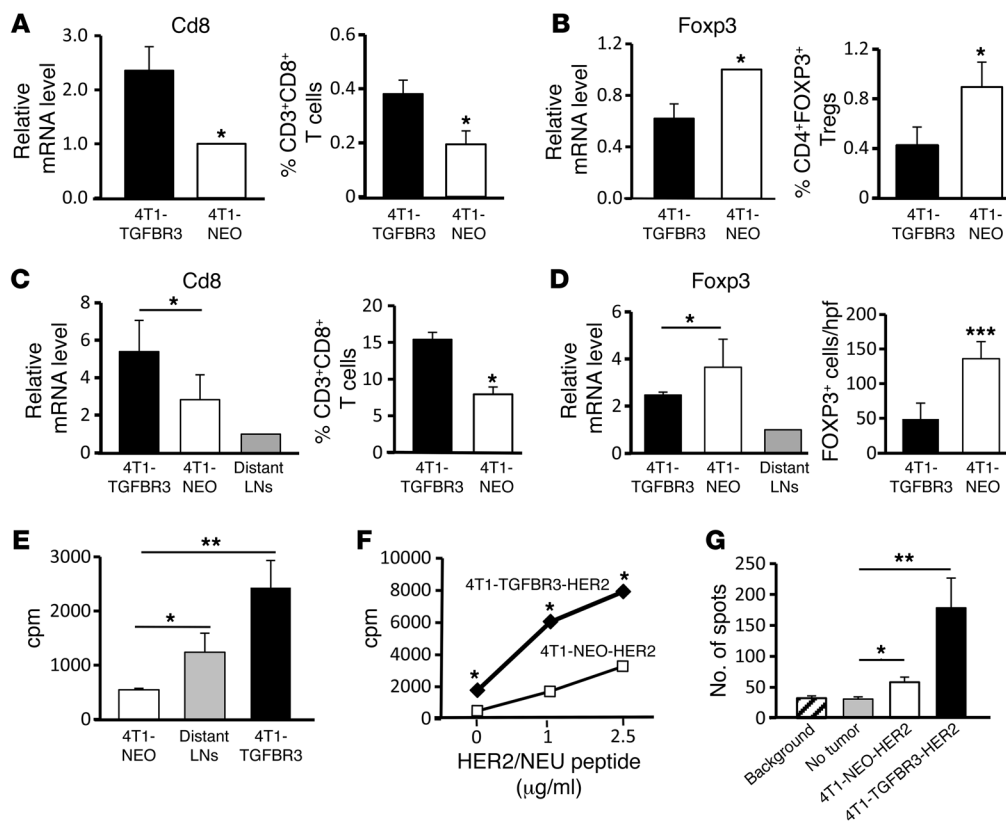 A
Cd8
Relative
mRNA level
3.0
2.0
1.0
0.0
*
4T1-
TGFBR3
4T1-
NEO
% CD3+CD8+
T cells
0.6
0.4
0.2
0
*
4T1-
TGFBR3
4T1-
NEO
B
Foxp3
Relative
mRNA level
1.2
0.8
0.4
0.0
*
4T1-
TGFBR3
4T1-
NEO
% CD4+FOXP3+
Tregs
1.2
0.8
0.4
0
*
4T1-
TGFBR3
4T1-
NEO
C
Cd8
Relative
mRNA level
8
6
4
2
0
*
4T1-
TGFBR3
4T1-
NEO
Distant
LNs
% CD3+CD8+
T cells
20
15
10
5
0
*
4T1-
TGFBR3
4T1-
NEO
D
Foxp3
Relative
mRNA level
6
4
2
0
*
4T1-
TGFBR3
4T1-
NEO
Distant
LNs
FOXP3+ cells/hpf
200
150
100
50
0
***
4T1-
TGFBR3
4T1-
NEO
E
cpm
3000
2000
1000
0
**
*
4T1-
NEO
Distant
LNs
4T1-
TGFBR3
F
cpm
10000
8000
6000
4000
2000
0
4T1-TGFBR3-HER2
4T1-NEO-HER2
*
*
*
0
1
2.5
HER2/NEU peptide
(μg/ml)
G
No. of spots
250
200
150
100
50
0
**
*
Background
No tumor
4T1-NEO-HER2
4T1-TGFBR3-HER2